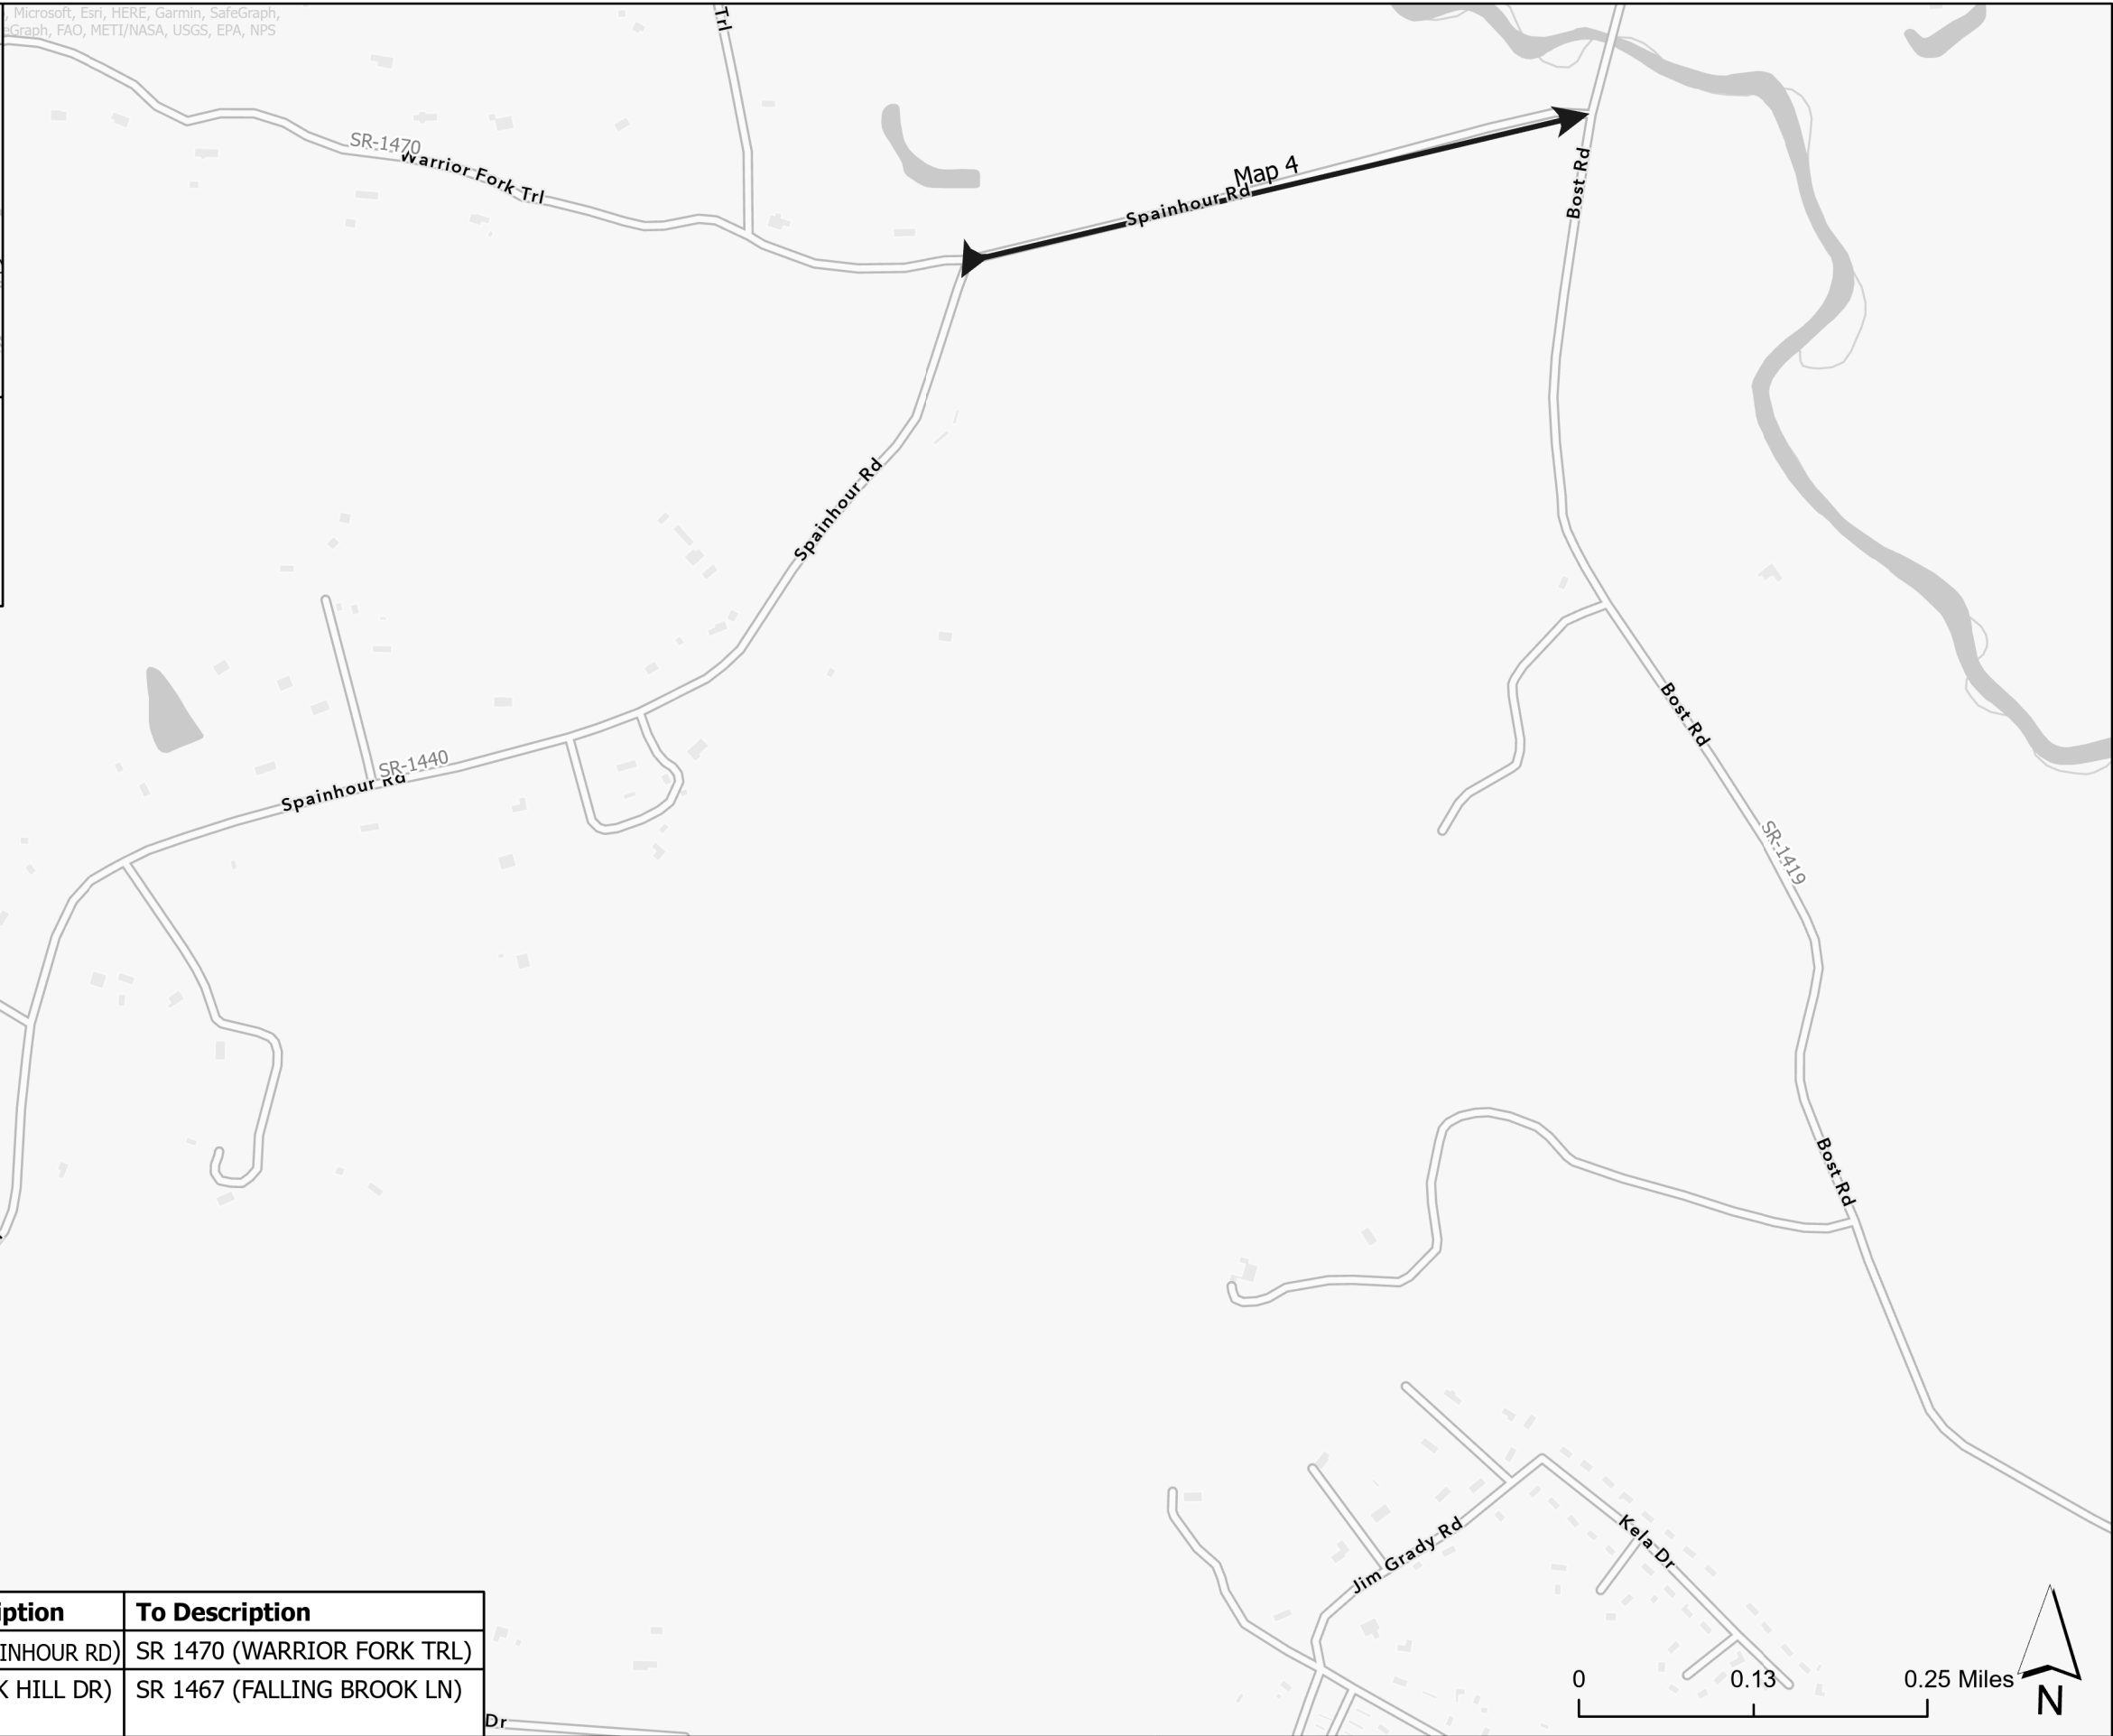 , Microsoft, Esri, HERE, Garmin, SafeGraph,
eGraph, FAO, METI/NASA, USGS, EPA, NPS
Trl
SR-1470
Warrior Fork Trl
Map 4
Spainhour Rd
Bost Rd
Spainhour Rd
Bost Rd
SR-1440
Spainhour Rd
SR-1419
Bost Rd
Jim Grady Rd
Kela Dr
iption To Description
INHOUR RD) SR 1470 (WARRIOR FORK TRL)
K HILL DR) SR 1467 (FALLING BROOK LN)
Dr
0 0.13 0.25 Miles
N